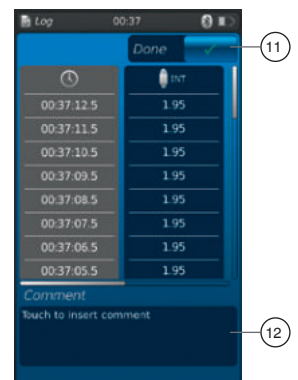 Log 00:37
Done 11
INT
00:37:12.5 1.95
00:37:11.5 1.95
00:37:10.5 1.95
00:37:09.5 1.95
00:37:08.5 1.95
00:37:07.5 1.95
00:37:06.5 1.95
00:37:05.5 1.95
Comment
Touch to insert comment
12